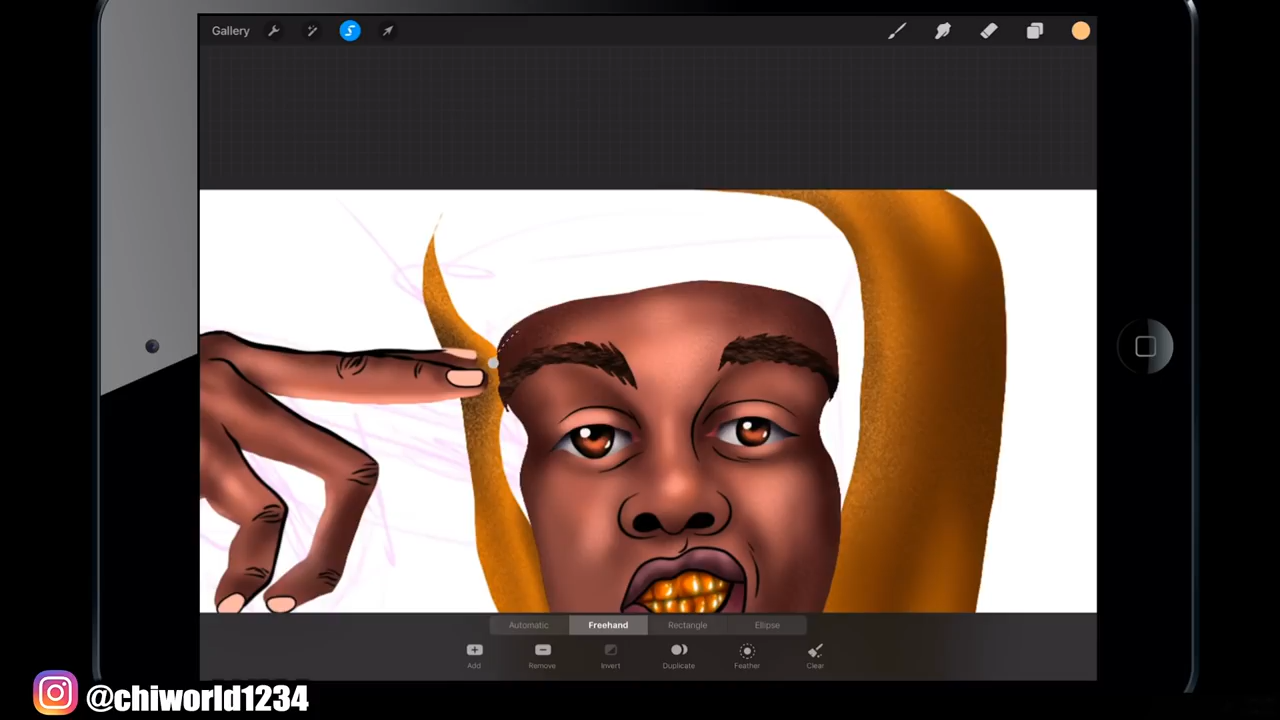 Gallery
Automatic Freehand Rectangle Ellipse
Add Remove Invert Duplicate Feather Clear
@chiworld1234